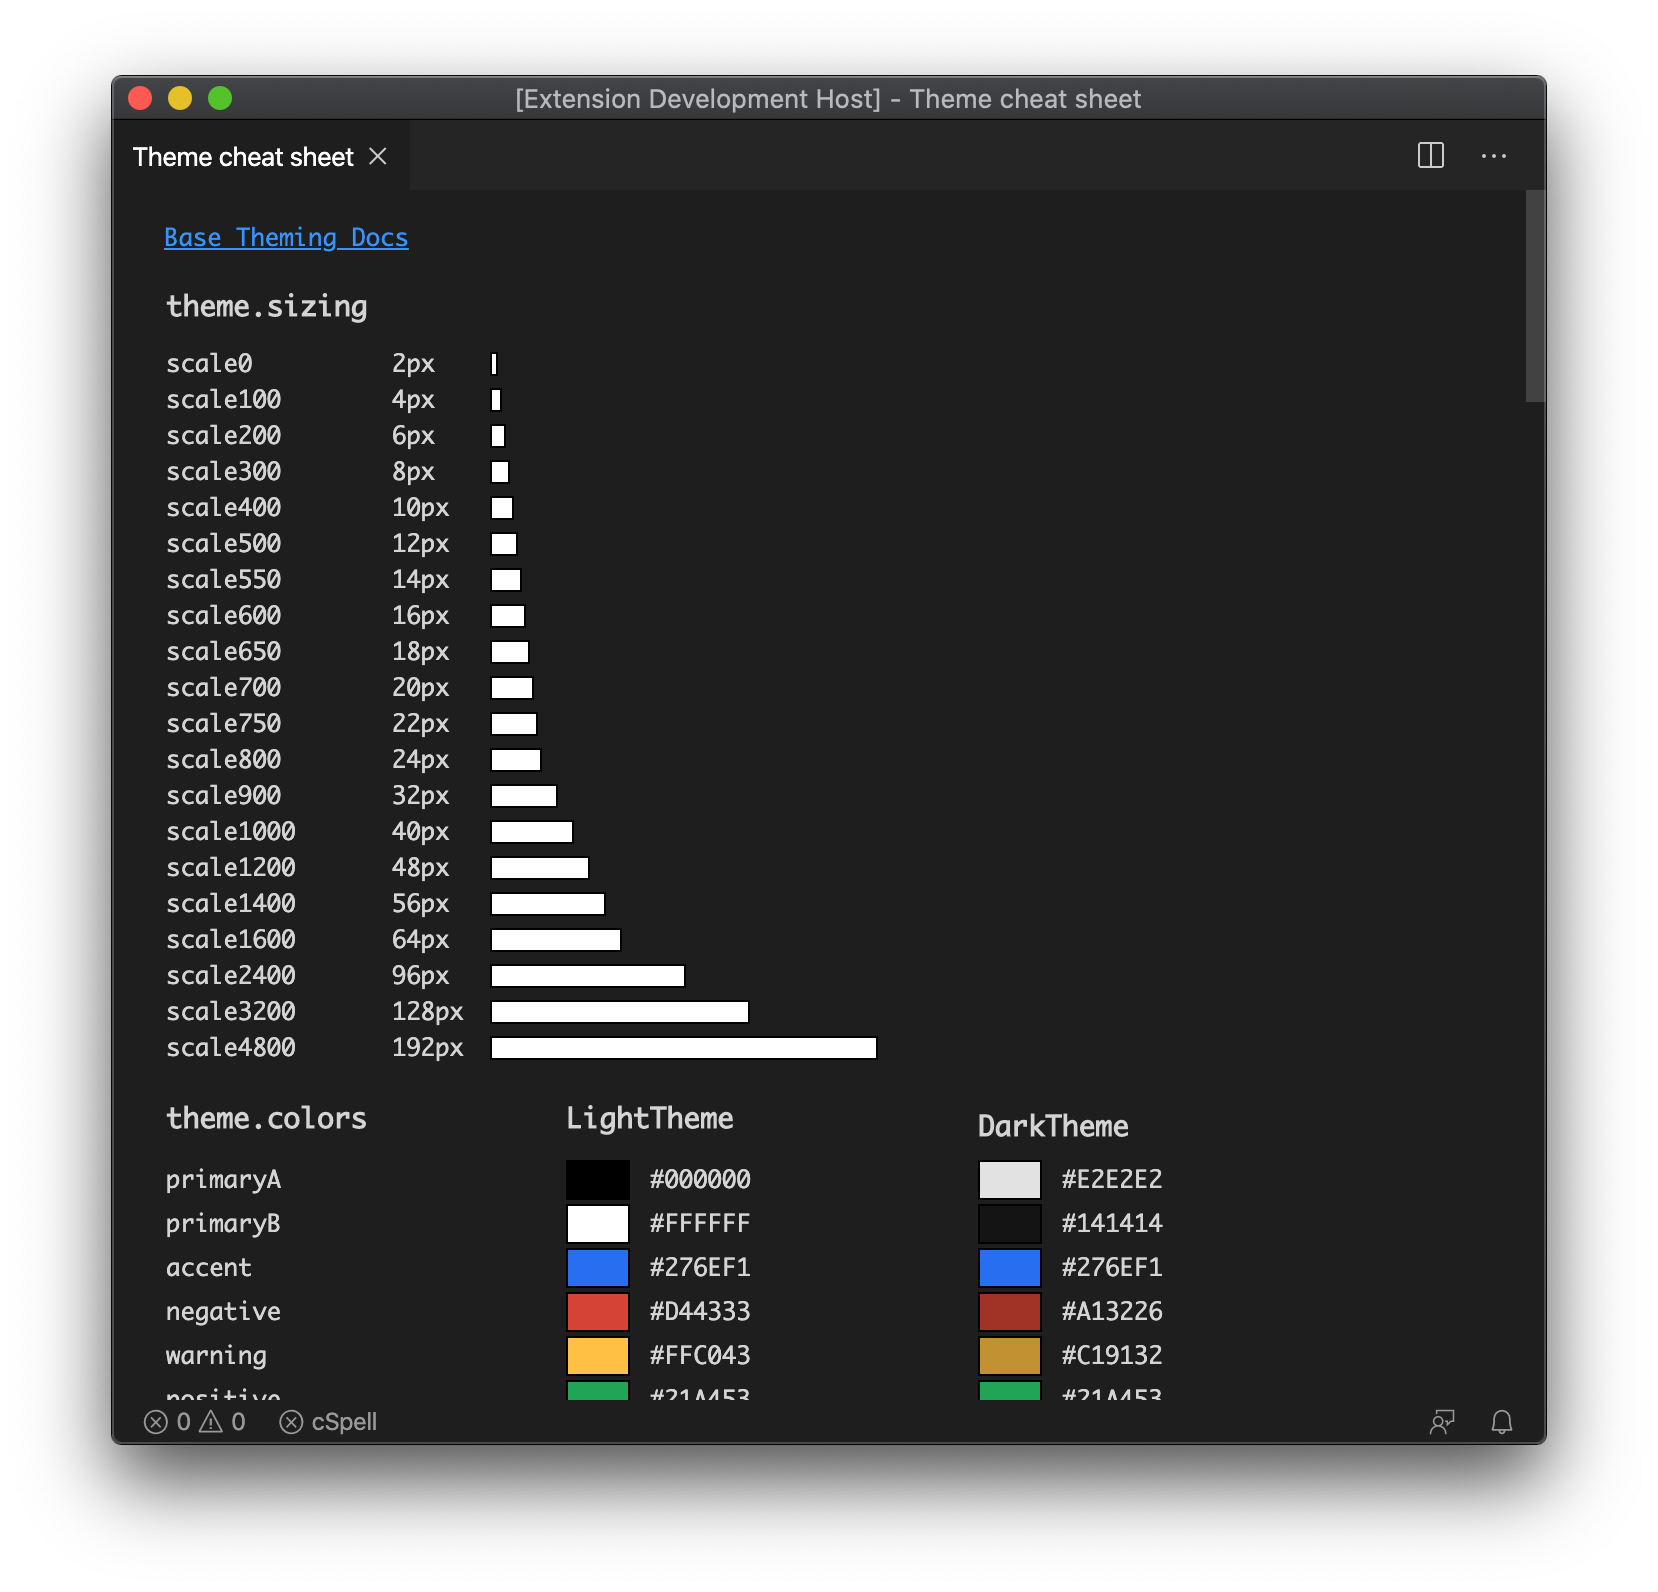 [Extension Development Host] - Theme cheat sheet
Theme cheat sheet
Base Theming Docs
theme.sizing
scale0 2px
scale100 4px
scale200 6px
scale300 8px
scale400 10px
scale500 12px
scale550 14px
scale600 16px
scale650 18px
scale700 20px
scale750 22px
scale800 24px
scale900 32px
scale1000 40px
scale1200 48px
scale1400 56px
scale1600 64px
scale2400 96px
scale3200 128px
scale4800 192px
theme.colors LightTheme DarkTheme
primaryA #000000 #E2E2E2
primaryB #FFFFFF #141414
accent #276EF1 #276EF1
negative #D44333 #A13226
warning #FFC043 #C19132
positive #21A453 #21A453
0 0 cSpell